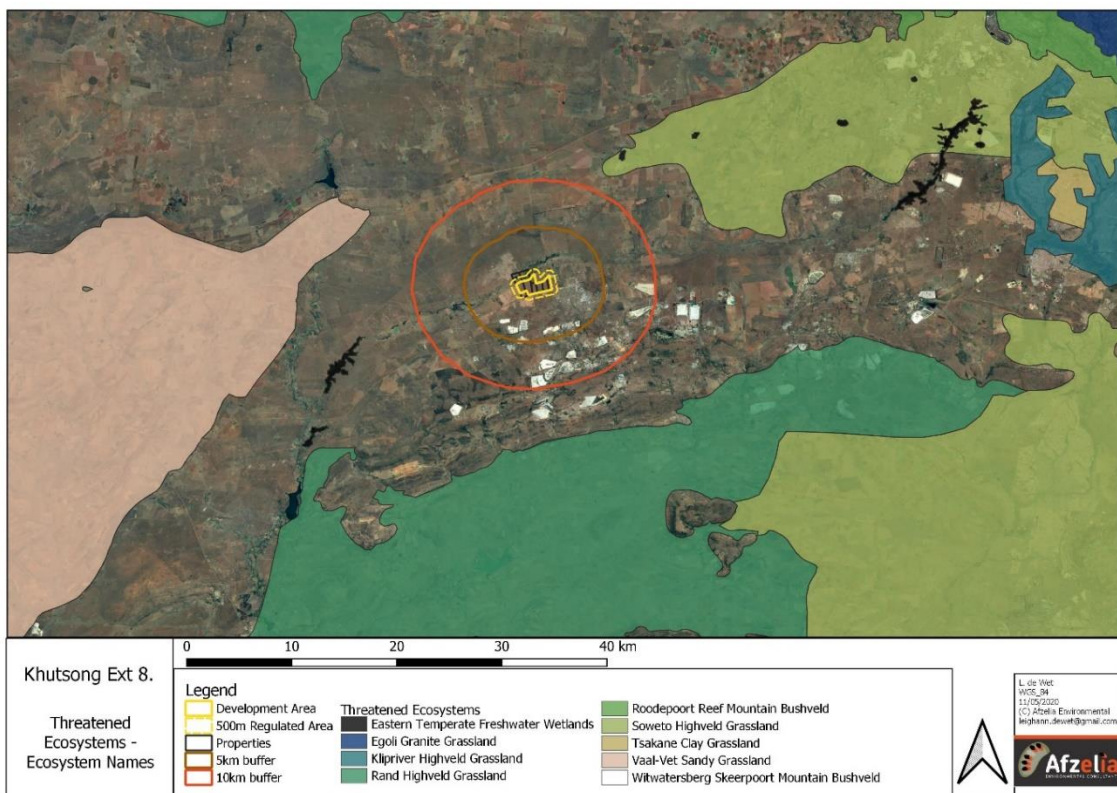 Khutsong Ext 8.
Threatened
Ecosystems -
Ecosystem Names
0 10 20 30 40 km
Legend
Development Area
500m Regulated Area
Properties
5km buffer
10km buffer
Threatened Ecosystems
Eastern Temperate Freshwater Wetlands
Egoli Granite Grassland
Klipriver Highveld Grassland
Rand Highveld Grassland
Roodepoort Reef Mountain Bushveld
Soweto Highveld Grassland
Tsakane Clay Grassland
Vaal-Vet Sandy Grassland
Witwatersberg Skeerpoort Mountain Bushveld
L. de Wet
WGS_84
11/05/2020
(C) Afzelia Environmental
leighann.dewet@gmail.com
Afzelia
ENVIRONMENTAL CONSULTANTS